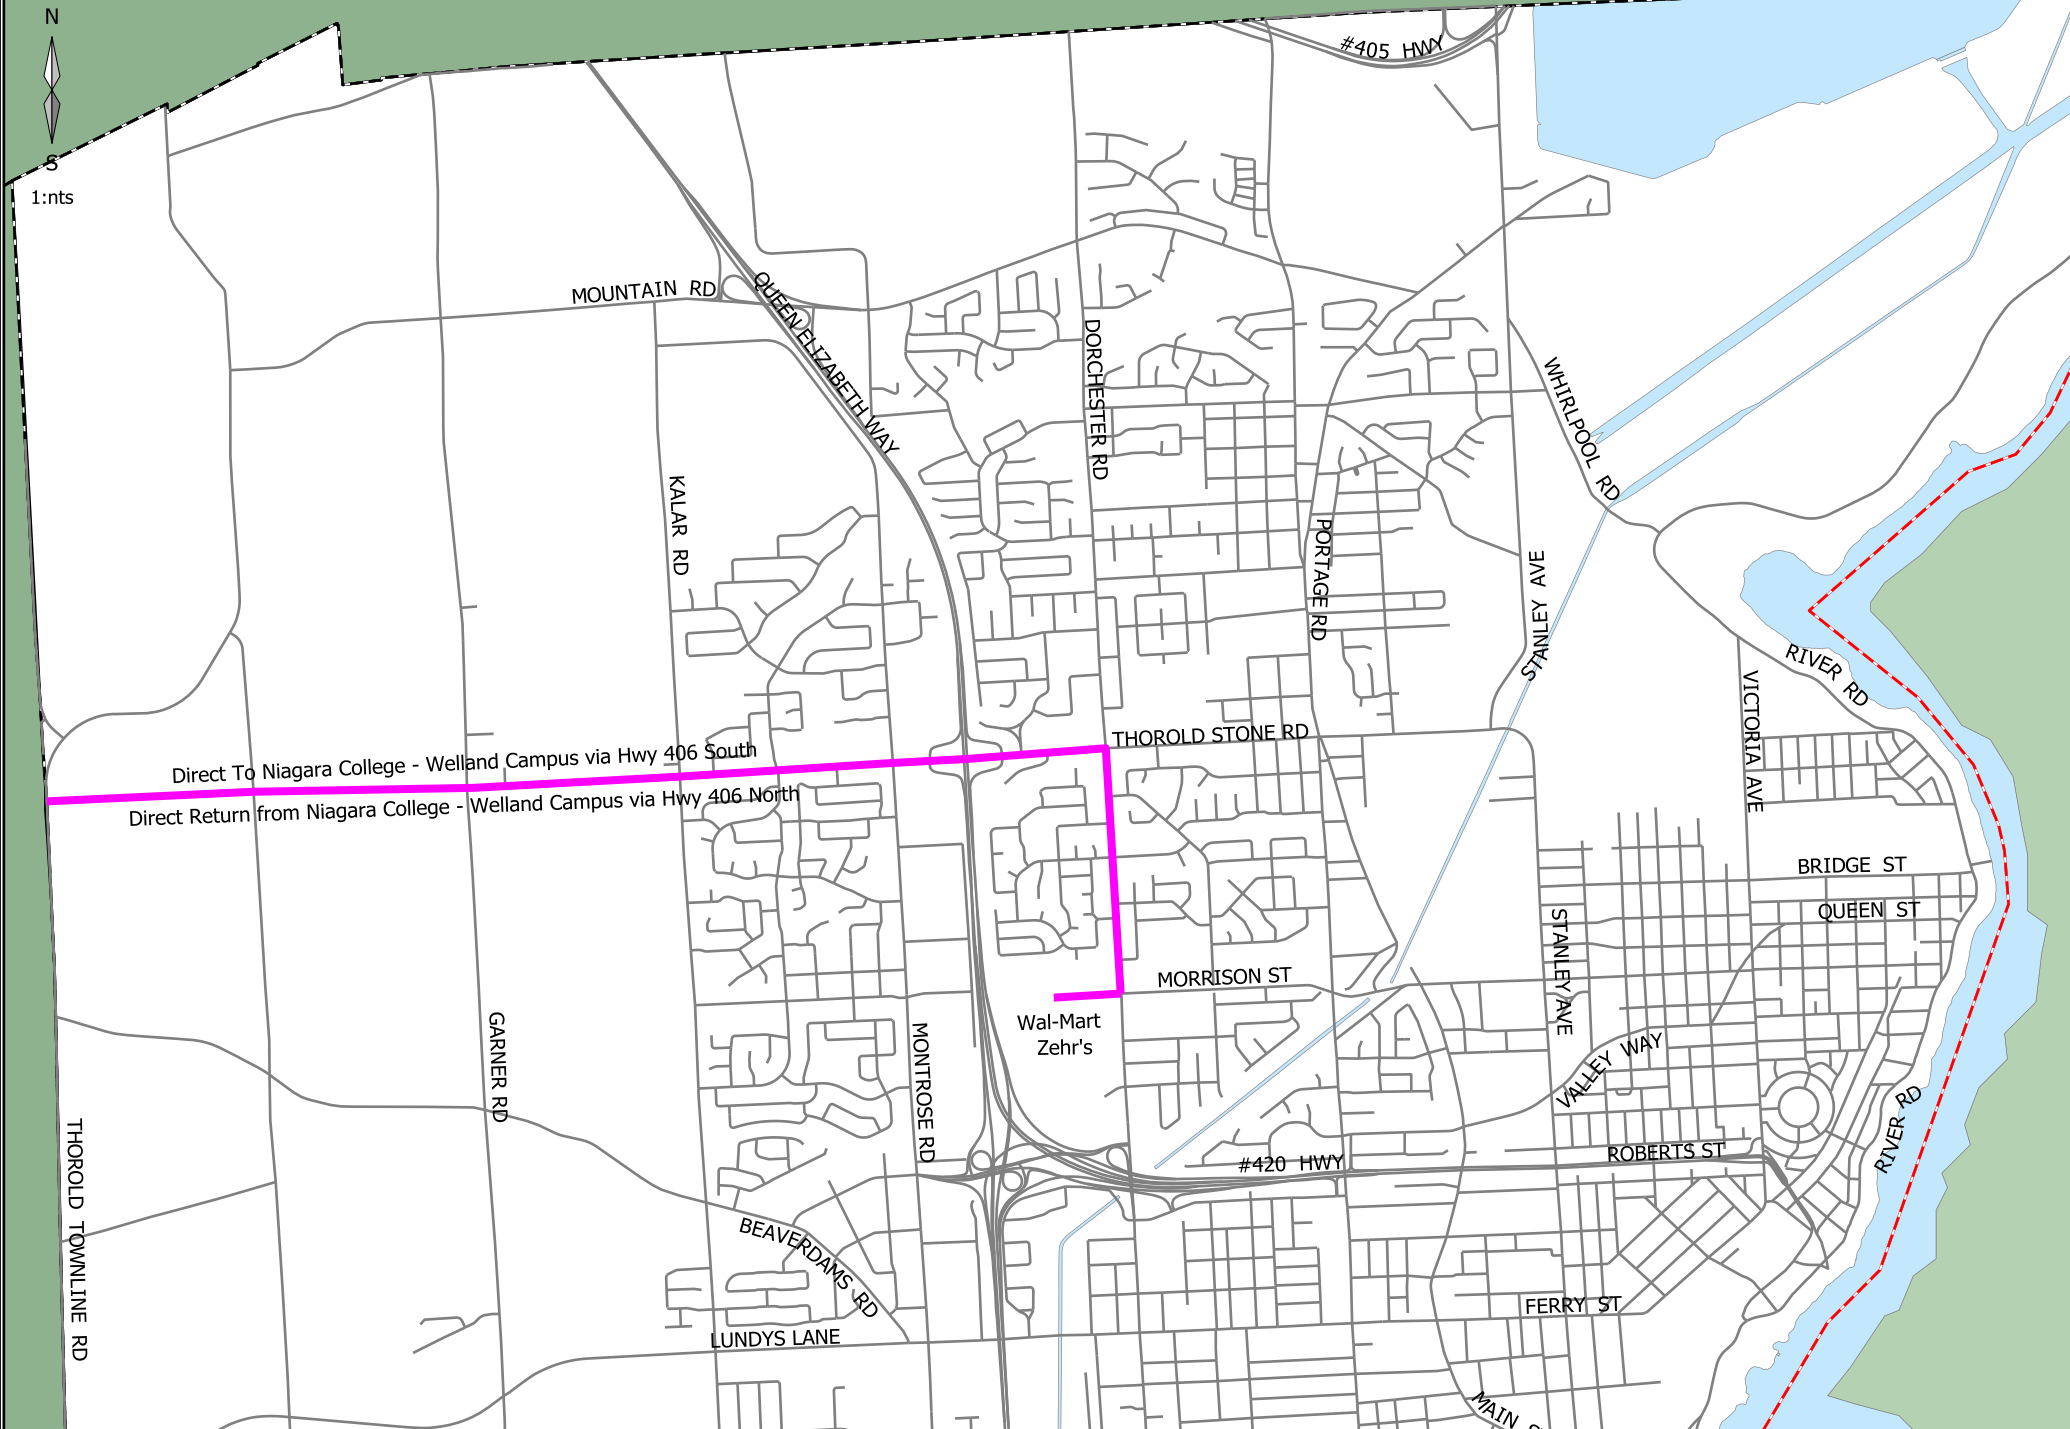 N
#405 HWY
S
1:nts
MOUNTAIN RD
QUEEN ELIZABETH WAY
DORCHESTER RD
WHIRLPOOL RD
KALAR RD
PORTAGE RD
STANLEY AVE
RIVER RD
VICTORIA AVE
THOROLD STONE RD
Direct To Niagara College - Welland Campus via Hwy 406 South
Direct Return from Niagara College - Welland Campus via Hwy 406 North
BRIDGE ST
QUEEN ST
STANLEY AVE
MORRISON ST
Wal-Mart
Zehr's
GARNER RD
MONTROSE RD
VALLEY WAY
RIVER RD
THOROLD TOWNLINE RD
#420 HWY
ROBERTS ST
BEAVERDAMS RD
FERRY ST
LUNDYS LANE
MAIN